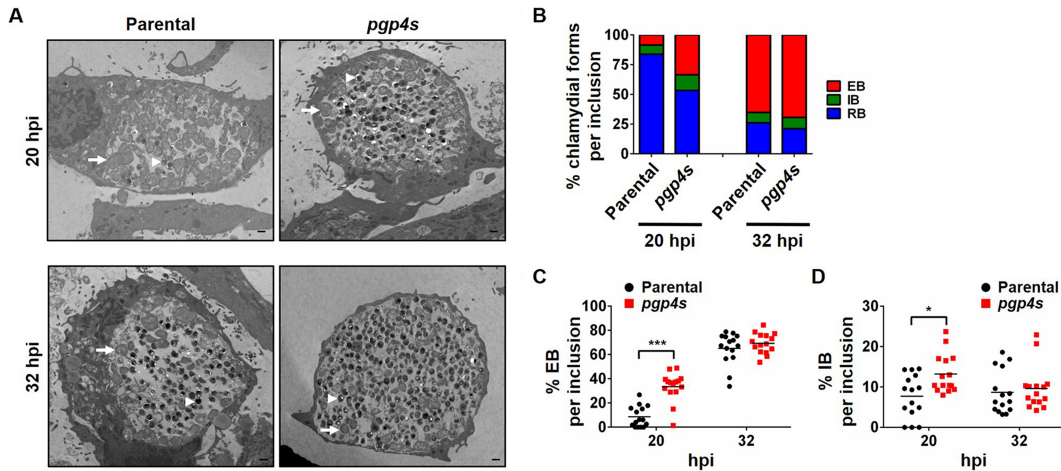 A
Parental
pgp4s
20 hpi
32 hpi
B
% chlamydial forms
per inclusion
100
75
50
25
0
Parental
pgp4s
Parental
pgp4s
20 hpi
32 hpi
EB
IB
RB
C
Parental
pgp4s
% EB
per inclusion
100
80
60
40
20
0
***
20
32
hpi
D
Parental
pgp4s
% IB
per inclusion
30
20
10
0
*
20
32
hpi